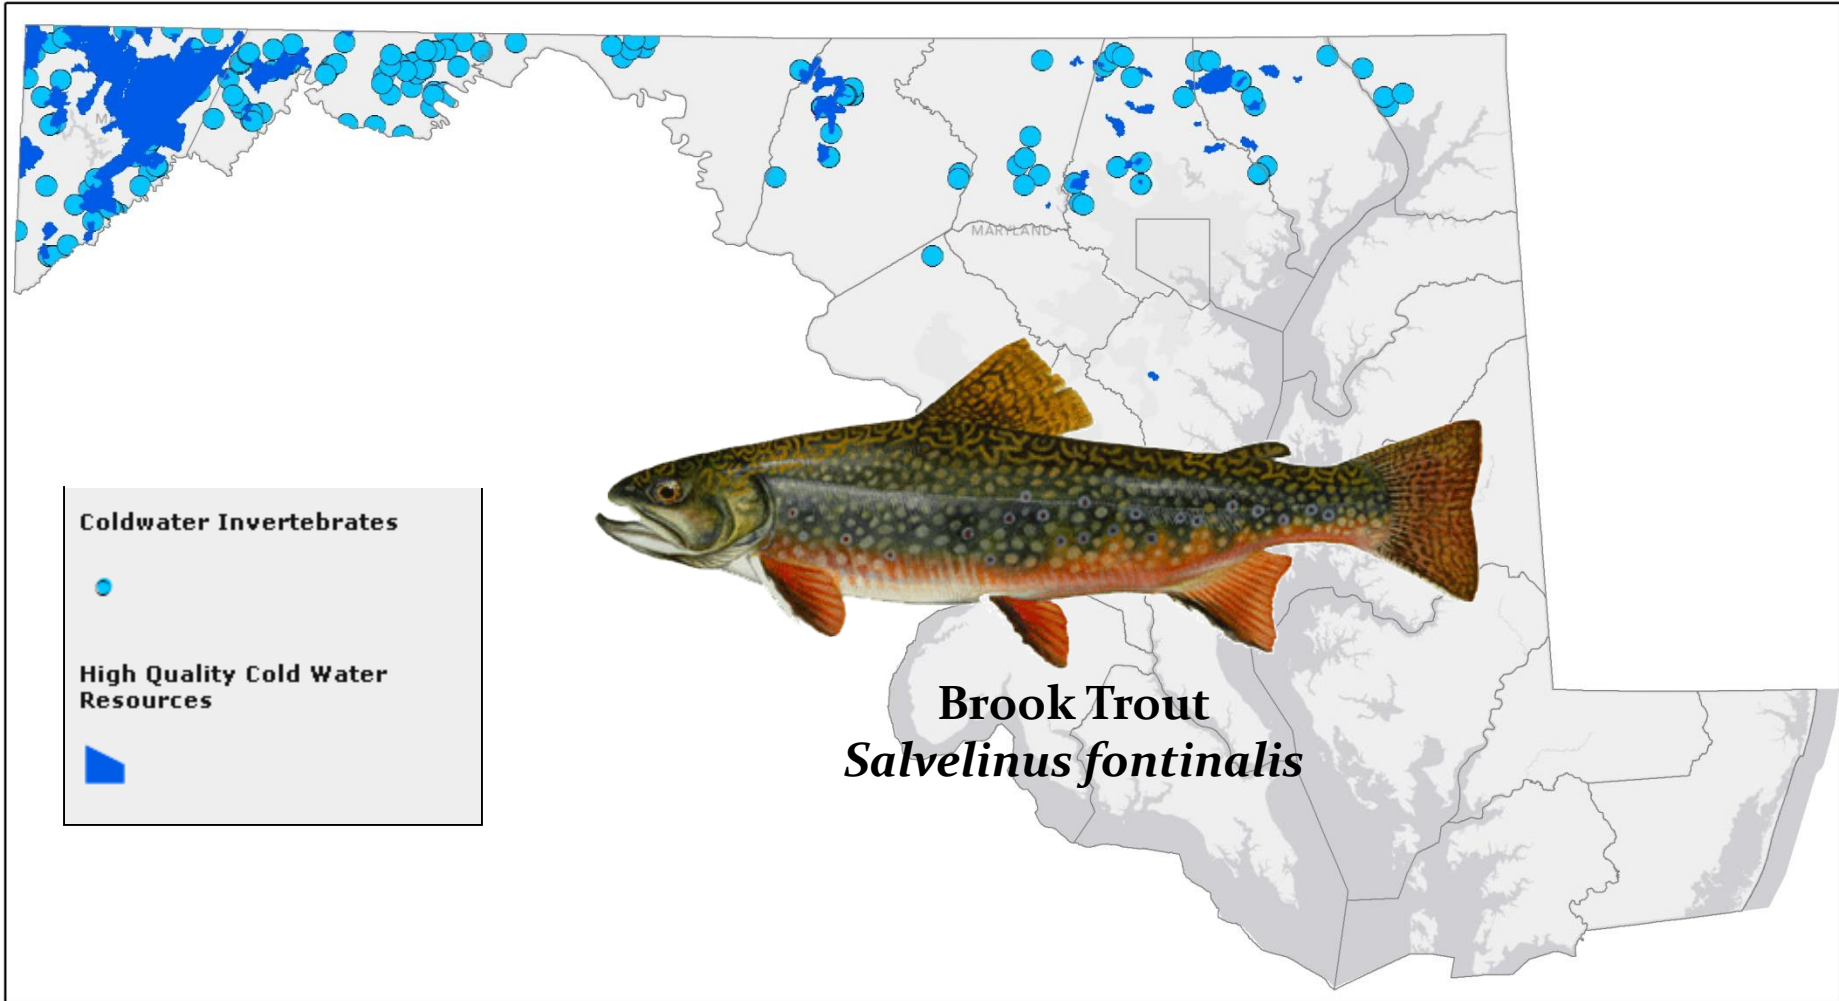 M
MARYLAND
Coldwater Invertebrates
High Quality Cold Water
Resources
Brook Trout
Salvelinus fontinalis